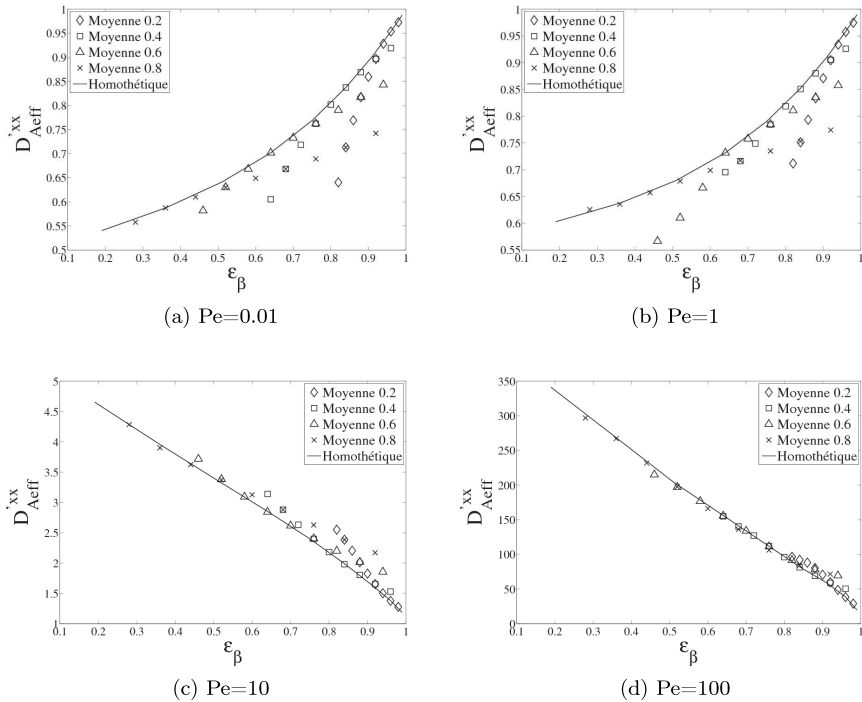 1
0.95
0.9
0.85
0.8
0.75
0.7
0.65
0.6
0.55
0.5
D'xx Aeff
Moyenne 0.2
Moyenne 0.4
Moyenne 0.6
Moyenne 0.8
Homothétique
0.1 0.2 0.3 0.4 0.5 0.6 0.7 0.8 0.9 1
εβ
(a) Pe=0.01
1
0.95
0.9
0.85
0.8
0.75
0.7
0.65
0.6
0.55
D'xx Aeff
Moyenne 0.2
Moyenne 0.4
Moyenne 0.6
Moyenne 0.8
Homothétique
0.1 0.2 0.3 0.4 0.5 0.6 0.7 0.8 0.9 1
εβ
(b) Pe=1
5
4.5
4
3.5
3
2.5
2
1.5
1
D'xx Aeff
Moyenne 0.2
Moyenne 0.4
Moyenne 0.6
Moyenne 0.8
Homothétique
0.1 0.2 0.3 0.4 0.5 0.6 0.7 0.8 0.9 1
εβ
(c) Pe=10
350
300
250
200
150
100
50
0
D'xx Aeff
Moyenne 0.2
Moyenne 0.4
Moyenne 0.6
Moyenne 0.8
Homothétique
0.1 0.2 0.3 0.4 0.5 0.6 0.7 0.8 0.9 1
εβ
(d) Pe=100